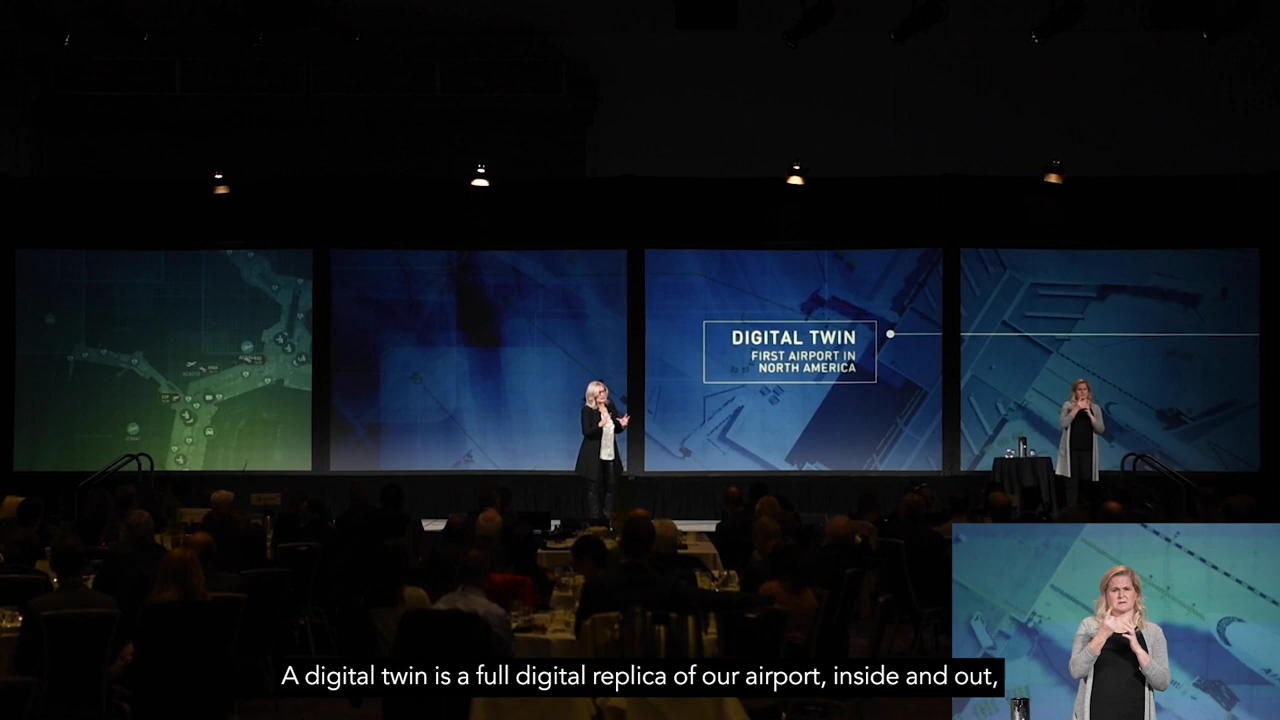 DIGITAL TWIN
FIRST AIRPORT IN
NORTH AMERICA
A digital twin is a full digital replica of our airport, inside and out,